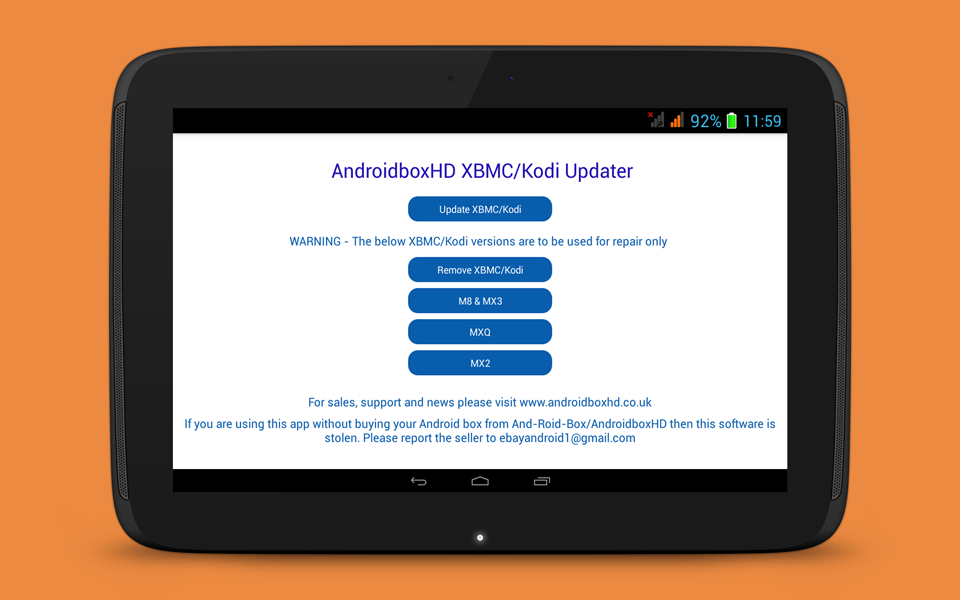 92% 11:59
AndroidboxHD XBMC/Kodi Updater
Update XBMC/Kodi
WARNING - The below XBMC/Kodi versions are to be used for repair only
Remove XBMC/Kodi
M8 & MX3
MXQ
MX2
For sales, support and news please visit www.androidboxhd.co.uk
If you are using this app without buying your Android box from And-Roid-Box/AndroidboxHD then this software is
stolen. Please report the seller to ebayandroid1@gmail.com